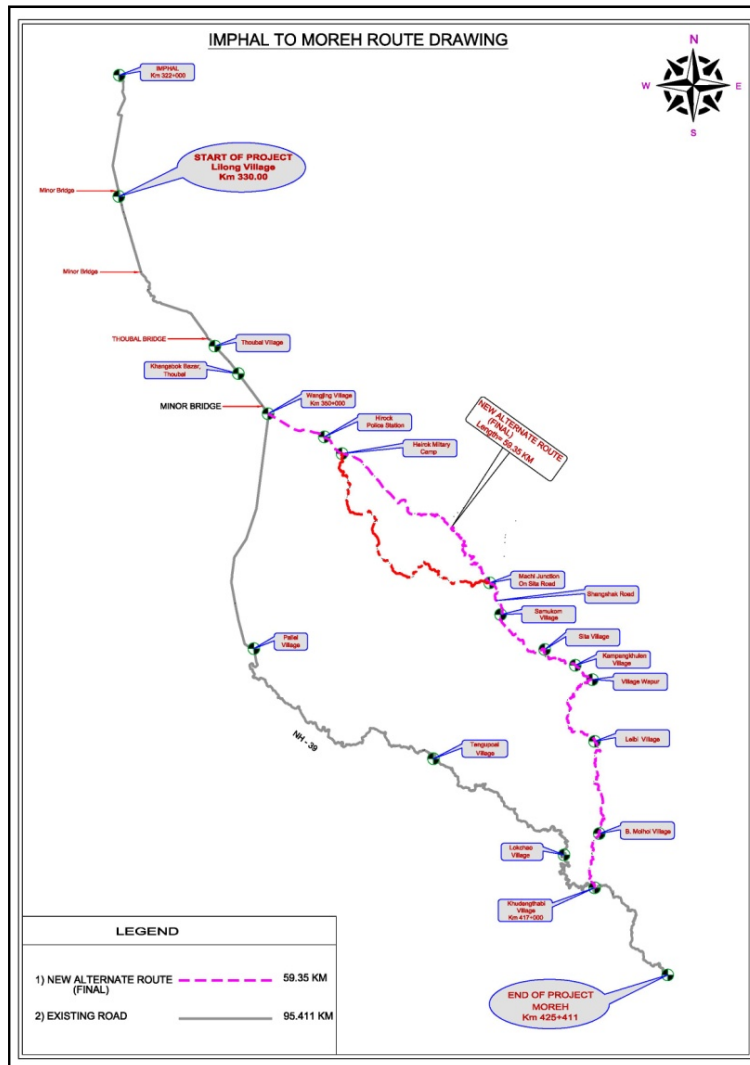 IMPHAL TO MOREH ROUTE DRAWING
N
W
E
S
IMPHAL
Km 322+000
START OF PROJECT
Lilong Village
Km 330.00
Minor Bridge
Minor Bridge
THOUBAL BRIDGE
Thoubal Village
Khangabok Bazar,
Thoubal
MINOR BRIDGE
Wangjing Village
Km 350+000
Hirock
Police Station
Heirok Military
Camp
NEW ALTERNATE ROUTE
(FINAL)
Length= 59.35 KM
Machi Junction
On Sita Road
Shangshak Road
Samukom
Village
Sita Village
Kampangkhulen
Village
Village Wapur
Pallel
Village
Leibi Village
NH - 39
Tengnopal
Village
B. Molhoi Village
Lokchao
Village
Khudengthabi
Village
Km 417+000
END OF PROJECT
MOREH
Km 425+411
LEGEND
1) NEW ALTERNATE ROUTE
(FINAL)
59.35 KM
2) EXISTING ROAD
95.411 KM